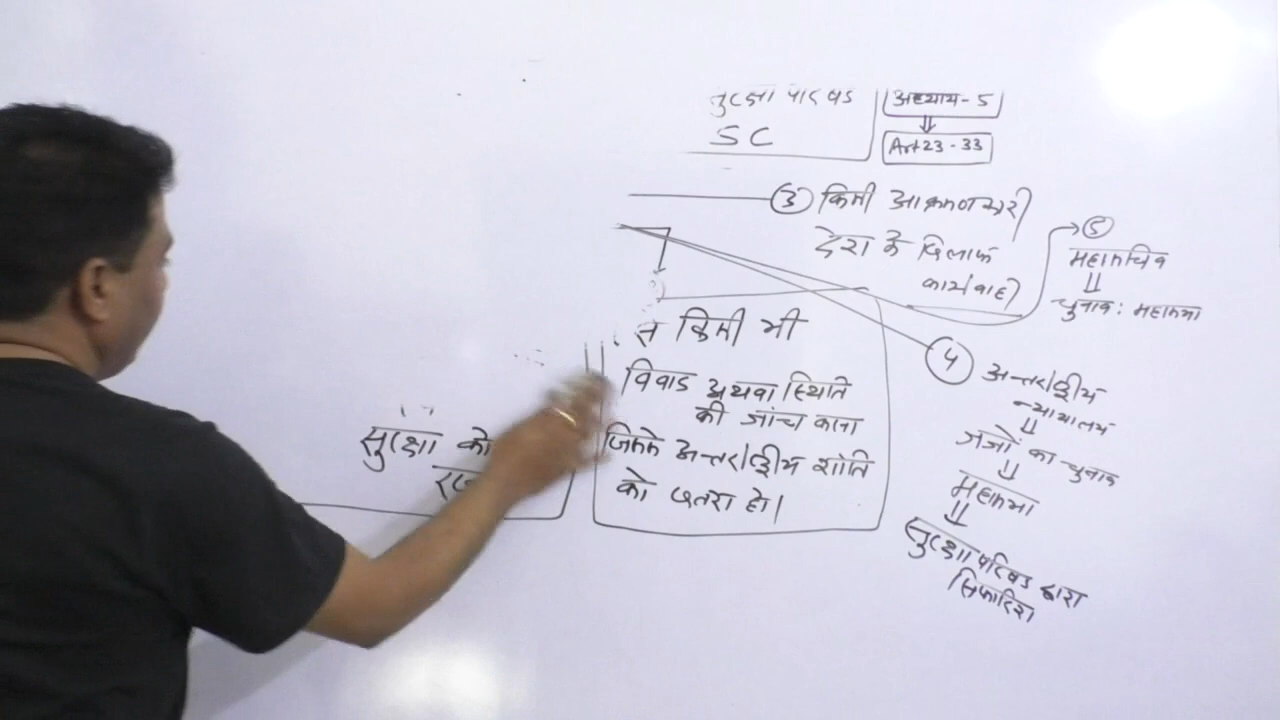 सुरक्षा परिषद
SC
अध्याय-5
⇓
Art 23-33
③ किसी आक्रमणकारी
देश के खिलाफ
कार्यवाही
⑤
महासचिव
⇓
चुनाव: महासभा
किसी भी
विवाद अथवा स्थिति
की जांच करना
जिससे अन्तर्राष्ट्रीय शांति
को खतरा हो।
सुरक्षा को
④ अन्तर्राष्ट्रीय
न्यायालय
⇓
जजों का चुनाव
⇓
महासभा
⇓
सुरक्षा परिषद द्वारा
सिफारिश